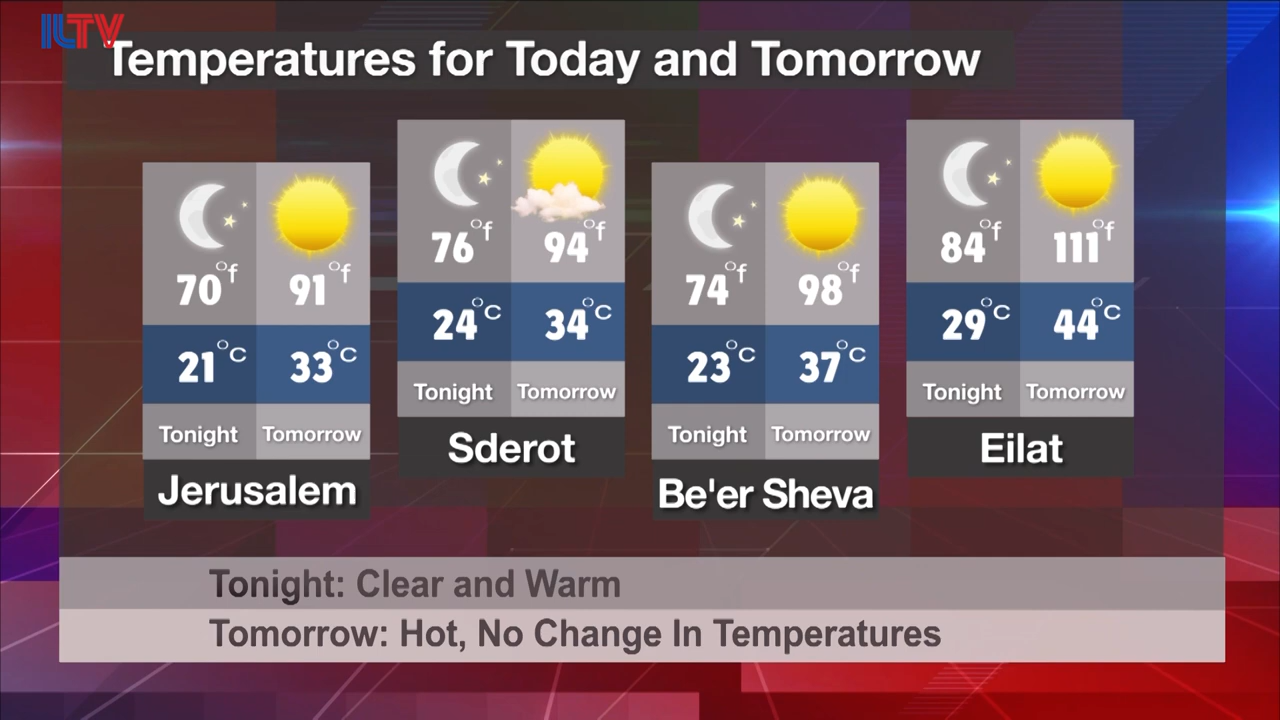 ILTV
Temperatures for Today and Tomorrow
70°f 91°f
21°C 33°C
Tonight Tomorrow
Jerusalem
76°f 94°f
24°C 34°C
Tonight Tomorrow
Sderot
74°f 98°f
23°C 37°C
Tonight Tomorrow
Be'er Sheva
84°f 111°f
29°C 44°C
Tonight Tomorrow
Eilat
Tonight: Clear and Warm
Tomorrow: Hot, No Change In Temperatures